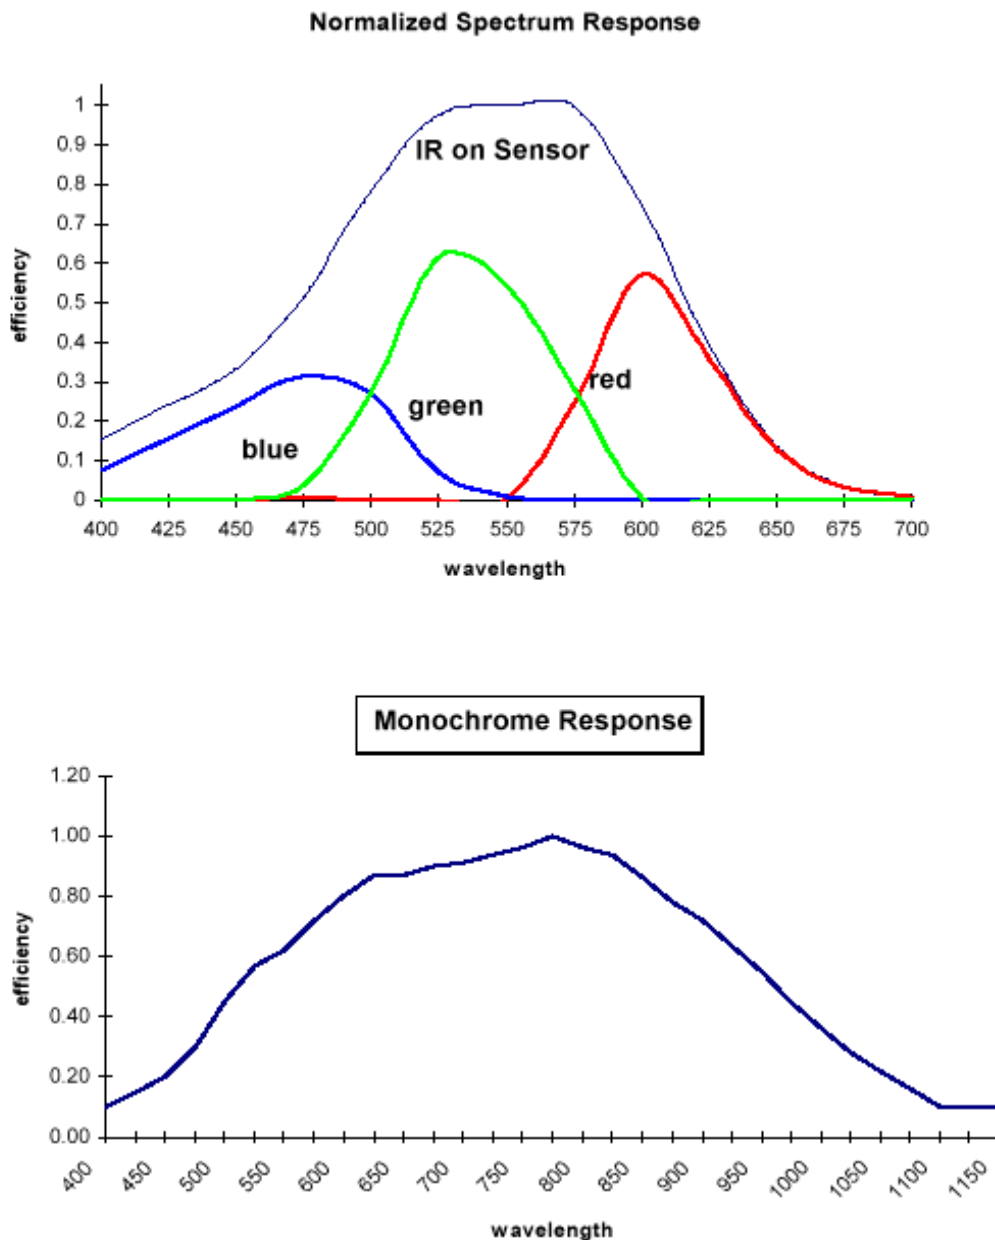 Normalized Spectrum Response
1
0.9
0.8
0.7
0.6
0.5
0.4
0.3
0.2
0.1
0
efficiency
IR on Sensor
red
green
blue
400 425 450 475 500 525 550 575 600 625 650 675 700
wavelength
Monochrome Response
1.20
1.00
0.80
0.60
0.40
0.20
0.00
efficiency
400 450 500 550 600 650 700 750 800 850 900 950 1000 1050 1100 1150
wavelength